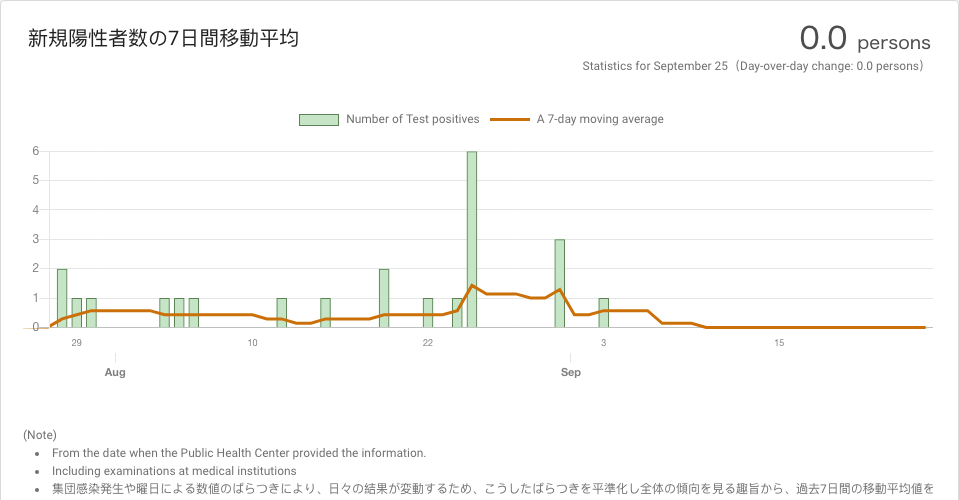 新規陽性者数の7日間移動平均
0.0 persons
Statistics for September 25（Day-over-day change: 0.0 persons）
Number of Test positives A 7-day moving average
6
5
4
3
2
1
0
29 10 22 3 15
Aug Sep
(Note)
• From the date when the Public Health Center provided the information.
• Including examinations at medical institutions
• 集団感染発生や曜日による数値のばらつきにより、日々の結果が変動するため、こうしたばらつきを平準化し全体の傾向を見る趣旨から、過去7日間の移動平均値を